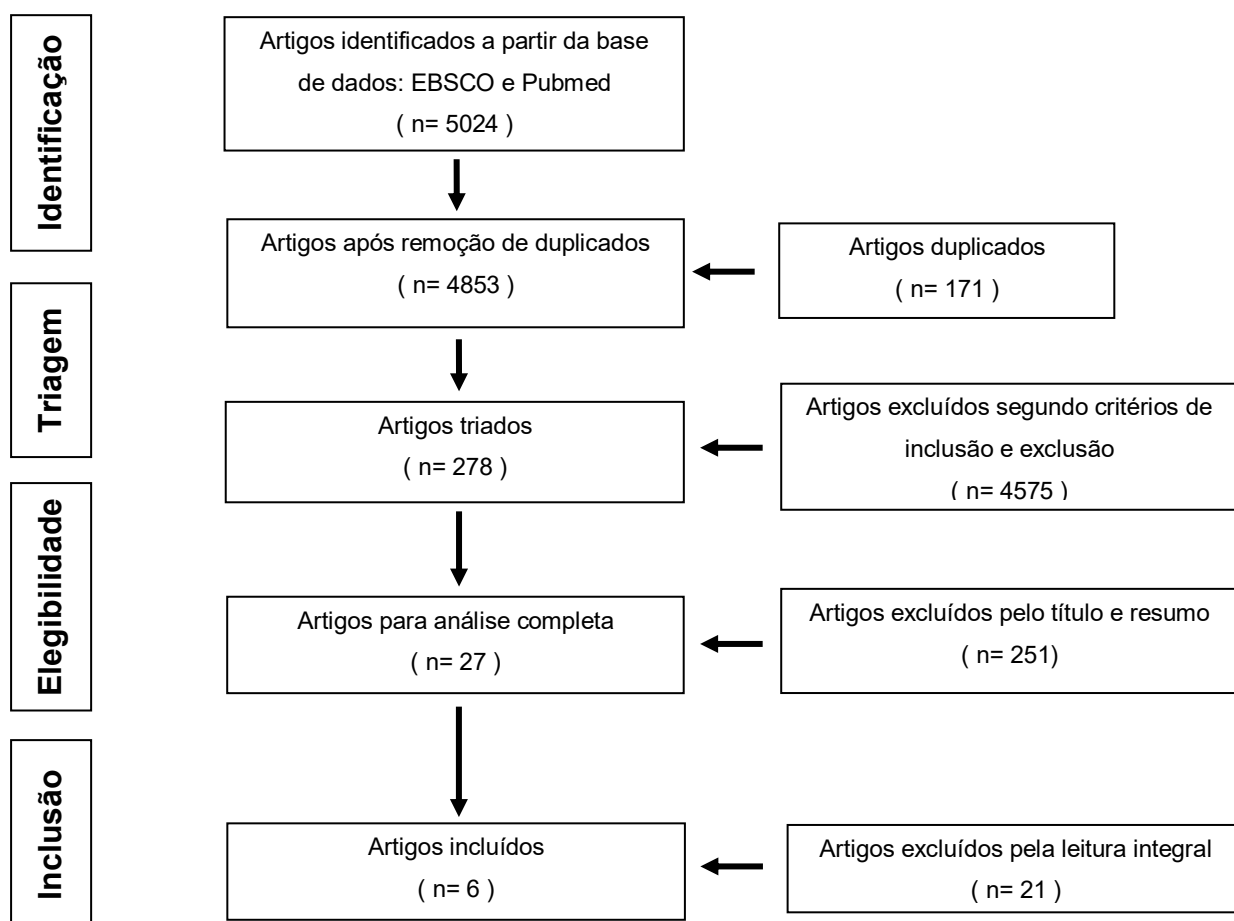 Identificação
Artigos identificados a partir da base
de dados: EBSCO e Pubmed
( n= 5024 )
Artigos após remoção de duplicados
( n= 4853 )
Artigos duplicados
( n= 171 )
Triagem
Artigos triados
( n= 278 )
Artigos excluídos segundo critérios de
inclusão e exclusão
( n= 4575 )
Elegibilidade
Artigos para análise completa
( n= 27 )
Artigos excluídos pelo título e resumo
( n= 251)
Inclusão
Artigos incluídos
( n= 6 )
Artigos excluídos pela leitura integral
( n= 21 )